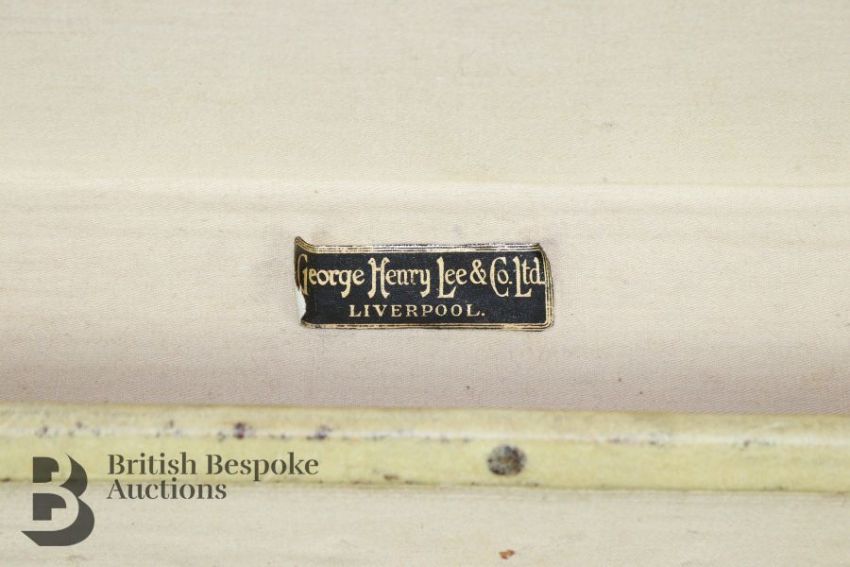 George Henry Lee & Co. Ltd.
LIVERPOOL.
British Bespoke
Auctions